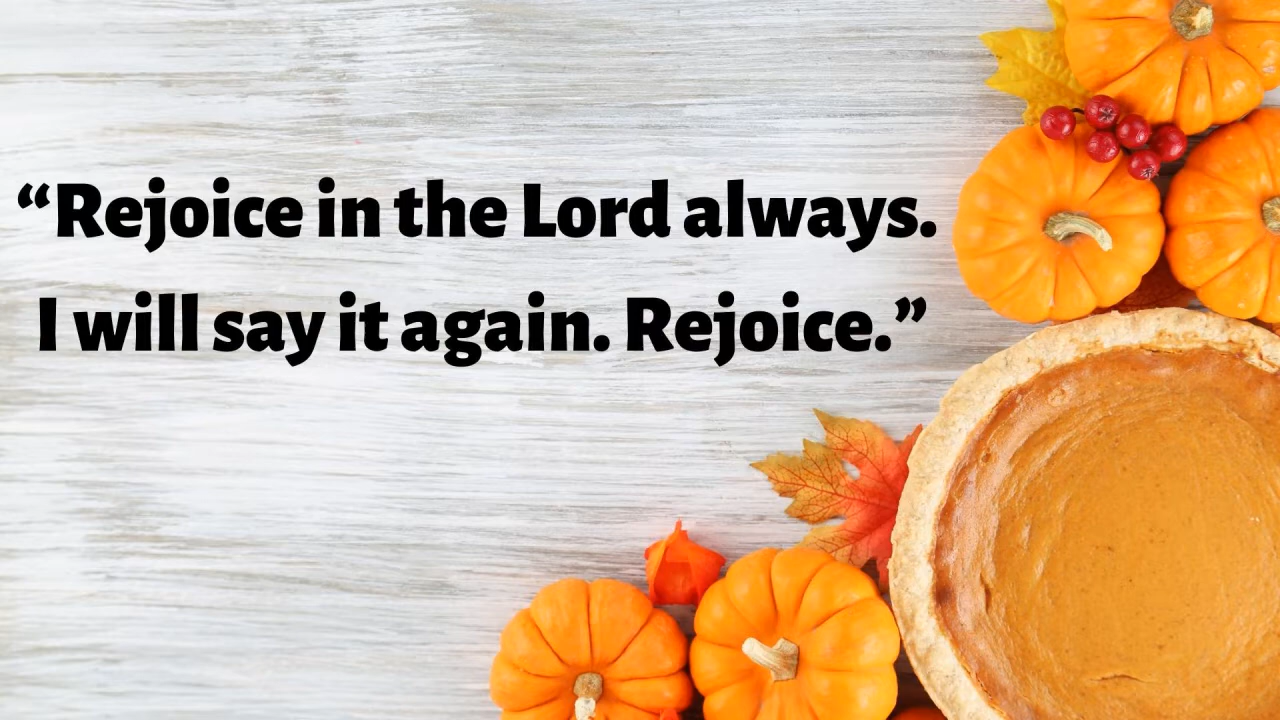 “Rejoice in the Lord always.
I will say it again. Rejoice.”